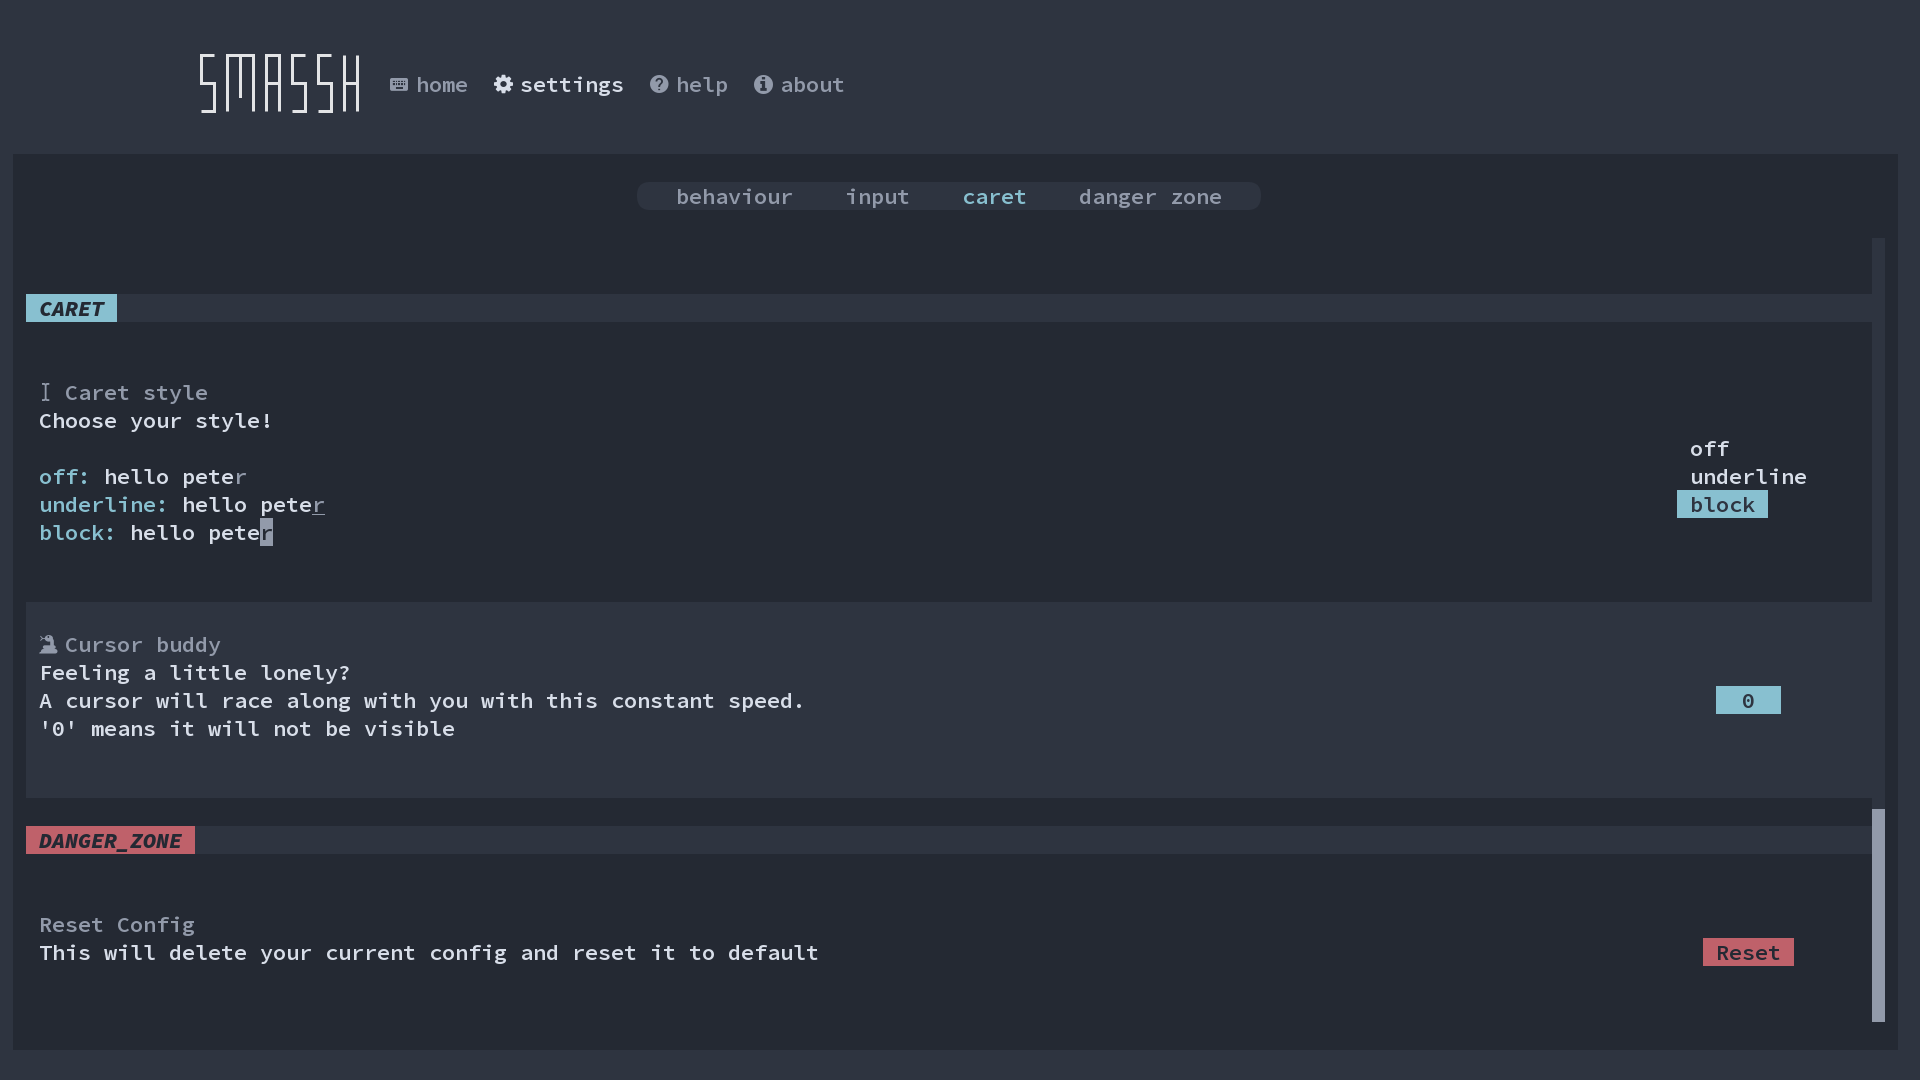 SMASSH home settings help about
behaviour input caret danger zone
CARET
Caret style
Choose your style!
off
off: hello peter
underline
underline: hello peter
block
block: hello peter
Cursor buddy
Feeling a little lonely?
A cursor will race along with you with this constant speed.
0
'0' means it will not be visible
DANGER_ZONE
Reset Config
This will delete your current config and reset it to default
Reset